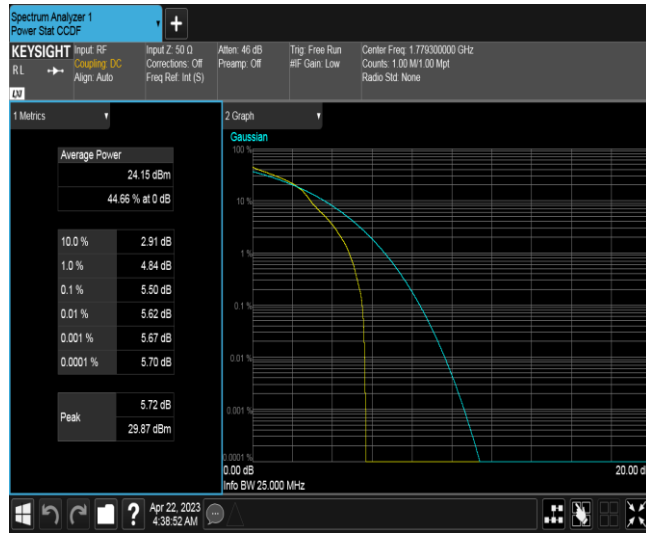 Spectrum Analyzer 1
Power Stat CCDF
+
KEYSIGHT
RL
LXI
Input: RF
Coupling: DC
Align: Auto
Input Z: 50 Ω
Corrections: Off
Freq Ref: Int (S)
Atten: 46 dB
Preamp: Off
Trig: Free Run
#IF Gain: Low
Center Freq: 1.779300000 GHz
Counts: 1.00 M/1.00 Mpt
Radio Std: None
1 Metrics
Average Power
24.15 dBm
44.66 % at 0 dB
10.0 % 2.91 dB
1.0 % 4.84 dB
0.1 % 5.50 dB
0.01 % 5.62 dB
0.001 % 5.67 dB
0.0001 % 5.70 dB
Peak
5.72 dB
29.87 dBm
2 Graph
Gaussian
100 %
10 %
1 %
0.1 %
0.01 %
0.001 %
0.0001 %
0.00 dB
20.00 d
Info BW 25.000 MHz
?
Apr 22, 2023
4:38:52 AM